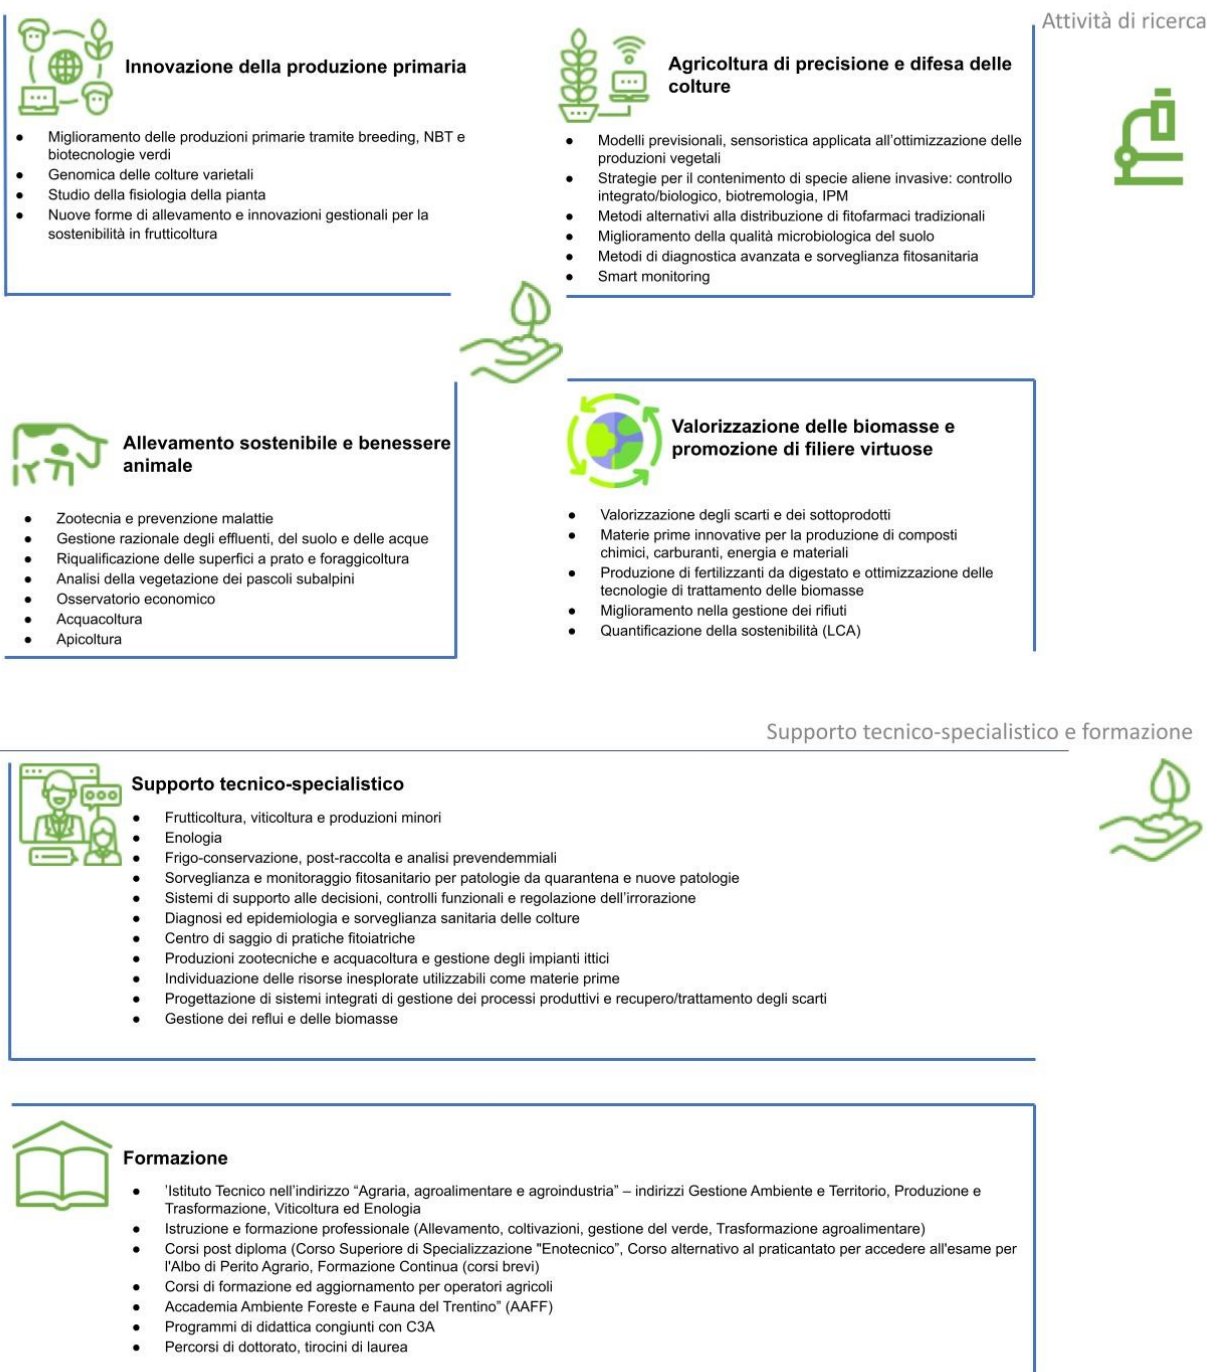 Attività di ricerca
Innovazione della produzione primaria
● Miglioramento delle produzioni primarie tramite breeding, NBT e
biotecnologie verdi
● Genomica delle colture varietali
● Studio della fisiologia della pianta
● Nuove forme di allevamento e innovazioni gestionali per la
sostenibilità in frutticoltura
Agricoltura di precisione e difesa delle
colture
● Modelli previsionali, sensoristica applicata all’ottimizzazione delle
produzioni vegetali
● Strategie per il contenimento di specie aliene invasive: controllo
integrato/biologico, biotremologia, IPM
● Metodi alternativi alla distribuzione di fitofarmaci tradizionali
● Miglioramento della qualità microbiologica del suolo
● Metodi di diagnostica avanzata e sorveglianza fitosanitaria
● Smart monitoring
Allevamento sostenibile e benessere
animale
● Zootecnia e prevenzione malattie
● Gestione razionale degli effluenti, del suolo e delle acque
● Riqualificazione delle superfici a prato e foraggicoltura
● Analisi della vegetazione dei pascoli subalpini
● Osservatorio economico
● Acquacoltura
● Apicoltura
Valorizzazione delle biomasse e
promozione di filiere virtuose
● Valorizzazione degli scarti e dei sottoprodotti
● Materie prime innovative per la produzione di composti
chimici, carburanti, energia e materiali
● Produzione di fertilizzanti da digestato e ottimizzazione delle
tecnologie di trattamento delle biomasse
● Miglioramento nella gestione dei rifiuti
● Quantificazione della sostenibilità (LCA)
Supporto tecnico-specialistico e formazione
Supporto tecnico-specialistico
● Frutticoltura, viticoltura e produzioni minori
● Enologia
● Frigo-conservazione, post-raccolta e analisi prevendemmiali
● Sorveglianza e monitoraggio fitosanitario per patologie da quarantena e nuove patologie
● Sistemi di supporto alle decisioni, controlli funzionali e regolazione dell’irrorazione
● Diagnosi ed epidemiologia e sorveglianza sanitaria delle colture
● Centro di saggio di pratiche fitoiatriche
● Produzioni zootecniche e acquacoltura e gestione degli impianti ittici
● Individuazione delle risorse inesplorate utilizzabili come materie prime
● Progettazione di sistemi integrati di gestione dei processi produttivi e recupero/trattamento degli scarti
● Gestione dei reflui e delle biomasse
Formazione
● ’Istituto Tecnico nell’indirizzo “Agraria, agroalimentare e agroindustria” – indirizzi Gestione Ambiente e Territorio, Produzione e
Trasformazione, Viticoltura ed Enologia
● Istruzione e formazione professionale (Allevamento, coltivazioni, gestione del verde, Trasformazione agroalimentare)
● Corsi post diploma (Corso Superiore di Specializzazione "Enotecnico”, Corso alternativo al praticantato per accedere all'esame per
l'Albo di Perito Agrario, Formazione Continua (corsi brevi)
● Corsi di formazione ed aggiornamento per operatori agricoli
● Accademia Ambiente Foreste e Fauna del Trentino” (AAFF)
● Programmi di didattica congiunti con C3A
● Percorsi di dottorato, tirocini di laurea